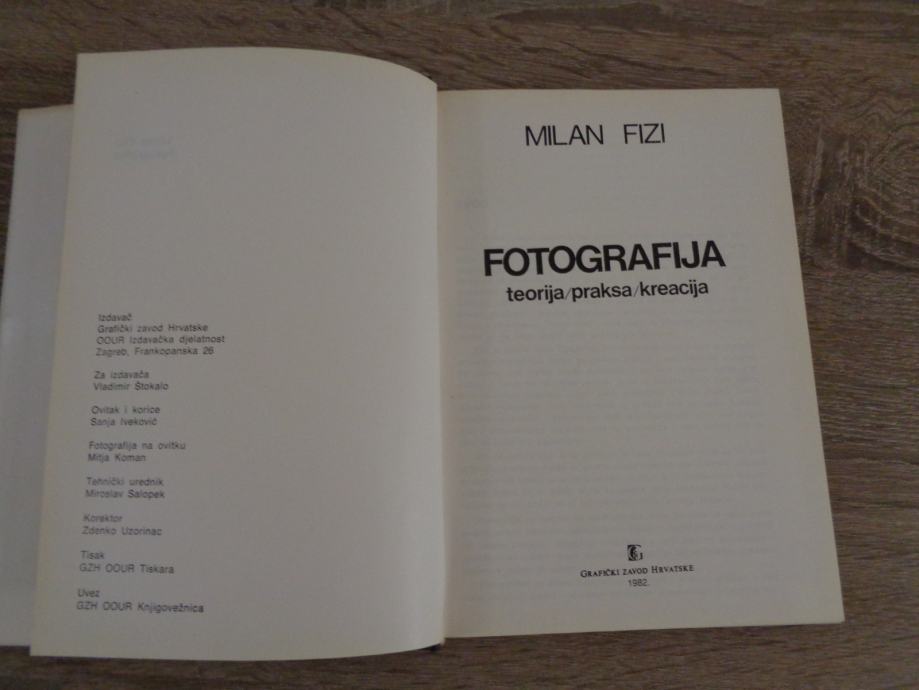 Izdavač
Grafički zavod Hrvatske
OOUR Izdavačka djelatnost
Zagreb, Frankopanska 26
Za izdavača
Vladimir Štokalo
Ovitak i korice
Sanja Iveković
Fotografija na ovitku
Mitja Koman
Tehnički urednik
Miroslav Salopek
Korektor
Zdenko Uzorinac
Tisak
GZH OOUR Tiskara
Uvez
GZH OOUR Knjigovežnica
MILAN FIZI
FOTOGRAFIJA
teorija/praksa/kreacija
GRAFIČKI ZAVOD HRVATSKE
1982.